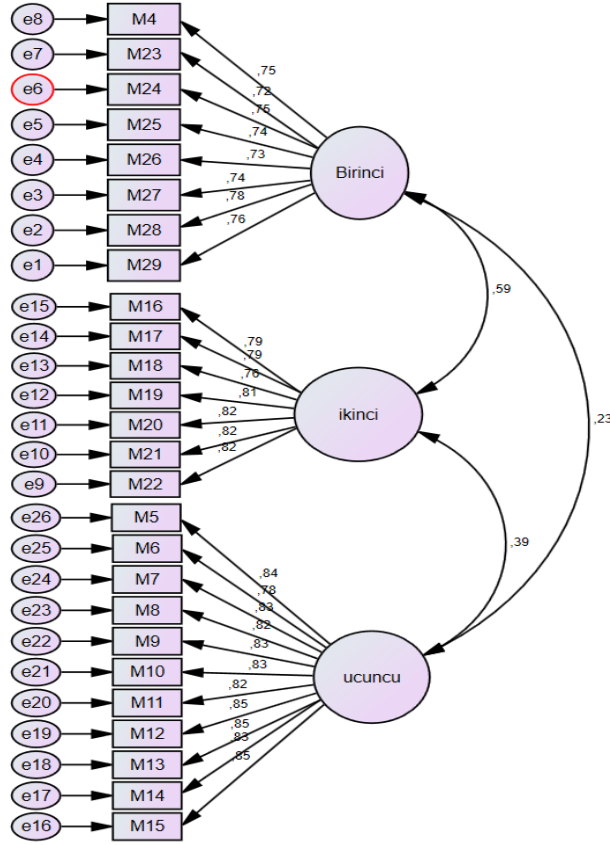 e8 M4
e7 M23
e6 M24
e5 M25
e4 M26
e3 M27
e2 M28
e1 M29
,75
,72
,75
,74
,73
,74
,78
,76
Birinci
,59
e15 M16
e14 M17
e13 M18
e12 M19
e11 M20
e10 M21
e9 M22
,79
,79
,76
,81
,82
,82
,82
ikinci
,23
,39
e26 M5
e25 M6
e24 M7
e23 M8
e22 M9
e21 M10
e20 M11
e19 M12
e18 M13
e17 M14
e16 M15
,84
,78
,83
,82
,83
,83
,82
,85
,85
,83
,85
ucuncu